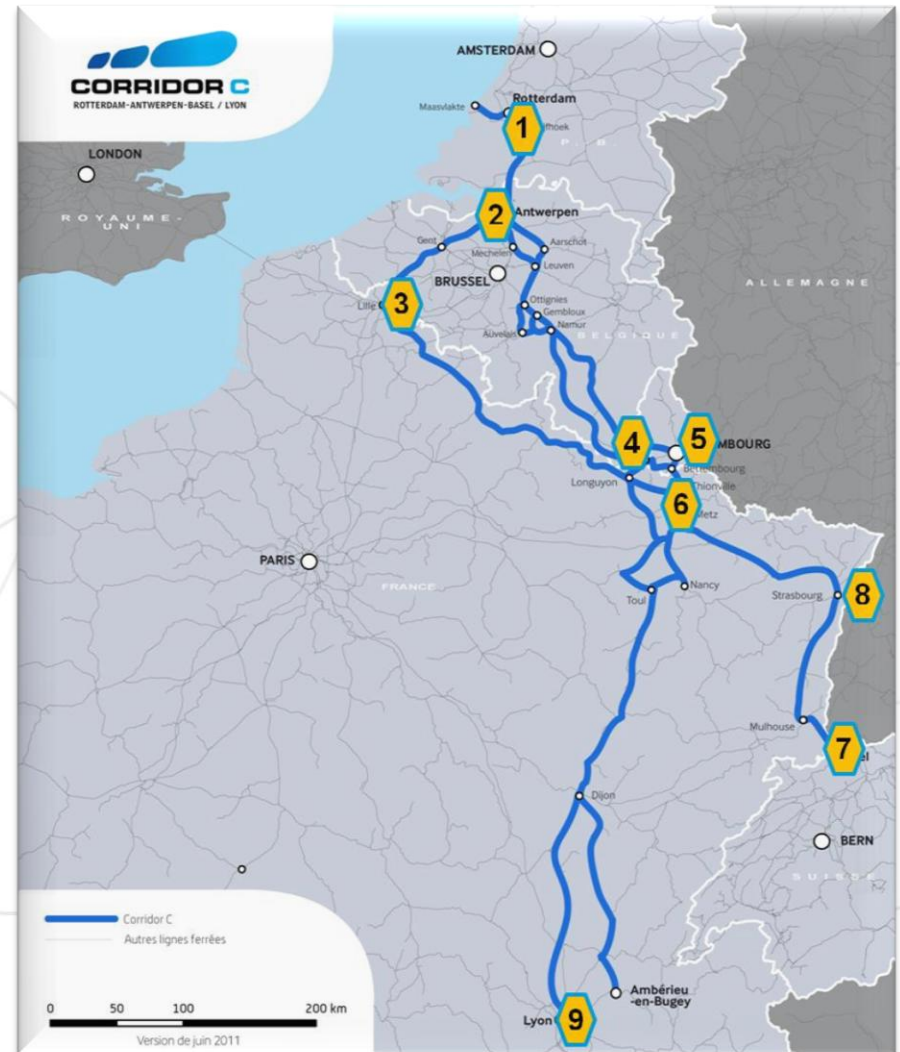 CORRIDOR C
ROTTERDAM-ANTWERPEN-BASEL / LYON
AMSTERDAM
Maasvlakte
Rotterdam
1
P. B.
LONDON
ROYAUME-
UNI
2
Antwerpen
Gent
Mechelen
Aarschot
Leuven
BRUSSEL
ALLEMAGNE
Lille
3
Ottignies
Gembloux
Auvelais
Namur
BELGIQUE
4
5
MBOURG
Longuyon
Thionville
6
Metz
PARIS
FRANCE
Nancy
Toul
Strasbourg
8
Mulhouse
7
el
Dijon
BERN
SUISSE
Corridor C
Autres lignes ferrées
0 50 100 200 km
Version de juin 2011
Ambérieu
-en-Bugey
Lyon
9